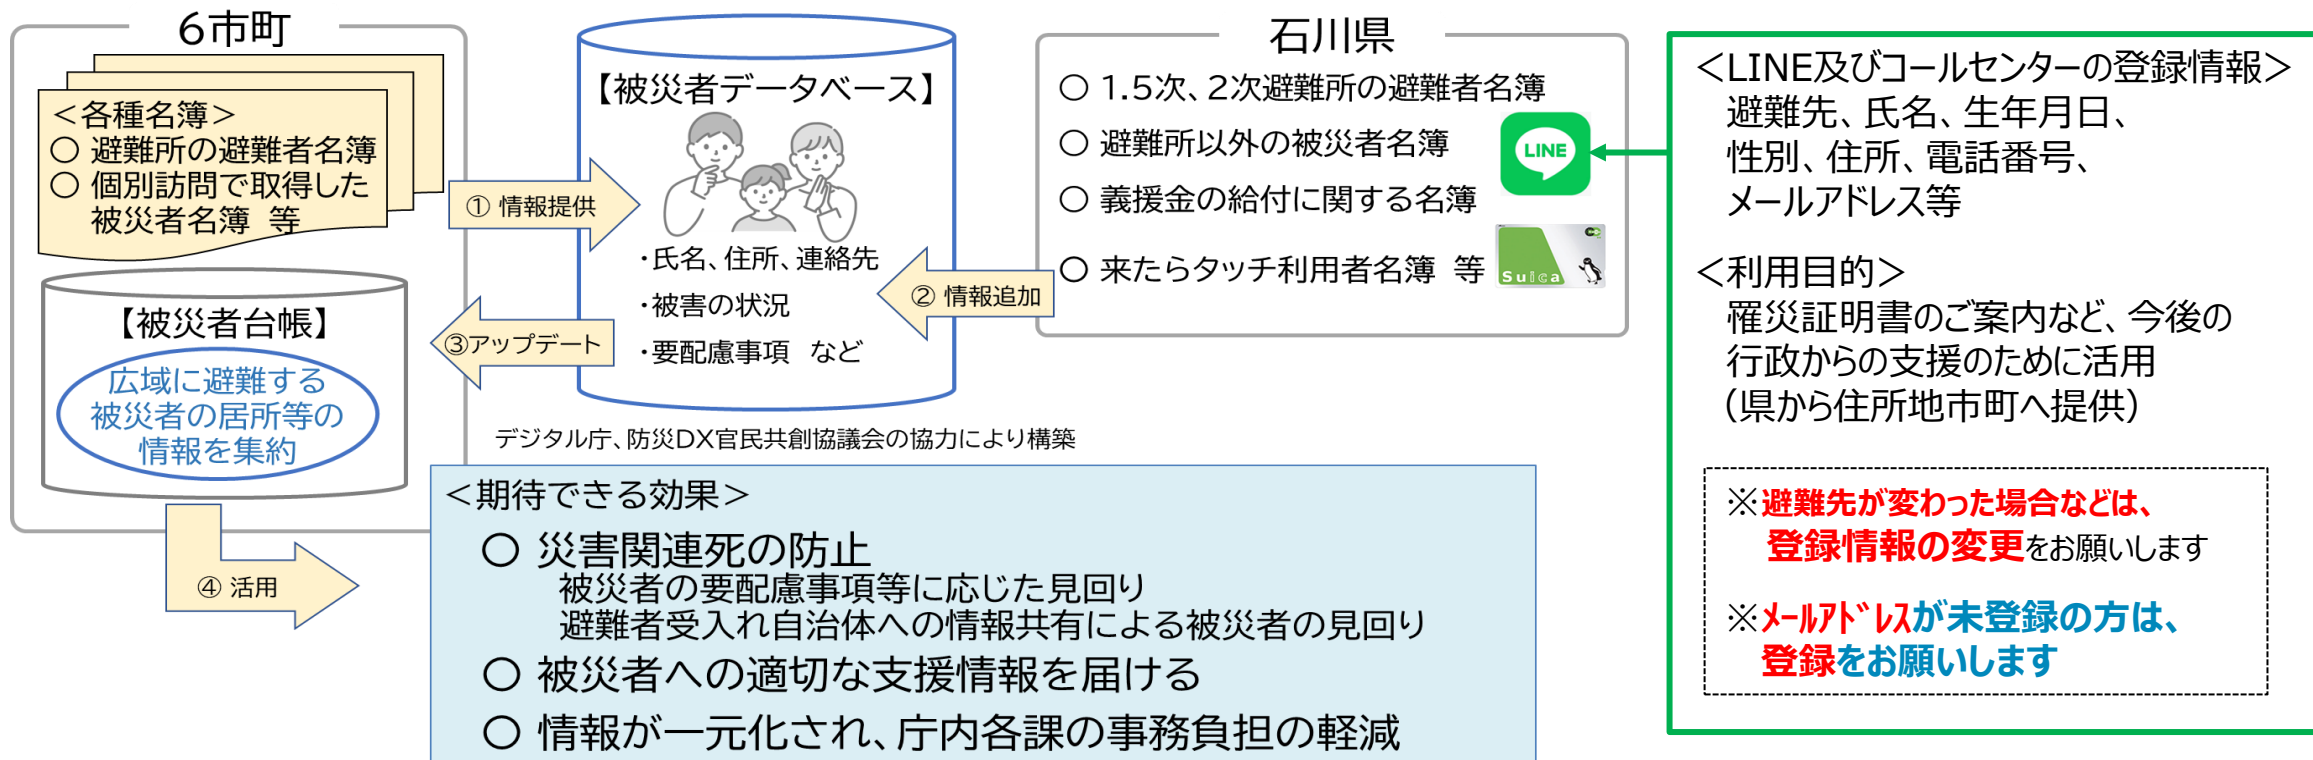 6市町
＜各種名簿＞
〇 避難所の避難者名簿
〇 個別訪問で取得した
被災者名簿 等
【被災者台帳】
広域に避難する
被災者の居所等の
情報を集約
① 情報提供
【被災者データベース】
・氏名、住所、連絡先
・被害の状況
・要配慮事項 など
② 情報追加
③アップデート
④ 活用
石川県
〇 1.5次、2次避難所の避難者名簿
〇 避難所以外の被災者名簿
〇 義援金の給付に関する名簿
〇 来たらタッチ利用者名簿 等
LINE
Suica
デジタル庁、防災DX官民共創協議会の協力により構築
＜期待できる効果＞
〇 災害関連死の防止
被災者の要配慮事項等に応じた見回り
避難者受入れ自治体への情報共有による被災者の見回り
〇 被災者への適切な支援情報を届ける
〇 情報が一元化され、庁内各課の事務負担の軽減
＜LINE及びコールセンターの登録情報＞
避難先、氏名、生年月日、
性別、住所、電話番号、
メールアドレス等
＜利用目的＞
罹災証明書のご案内など、今後の
行政からの支援のために活用
（県から住所地市町へ提供）
※避難先が変わった場合などは、
登録情報の変更をお願いします
※メールアドレスが未登録の方は、
登録をお願いします